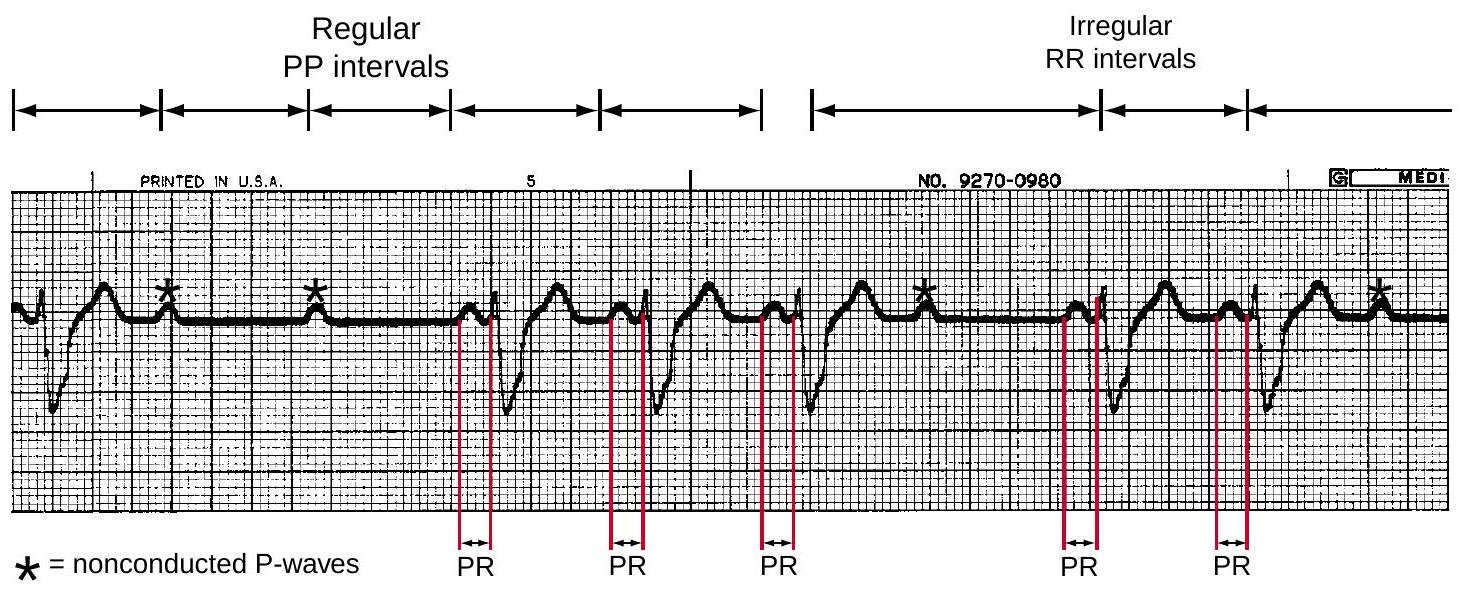 Regular
PP intervals
Irregular
RR intervals
PRINTED IN U.S.A.
5
NO. 9270-0980
G MEDI
* * * *
* = nonconducted P-waves
PR PR PR PR PR